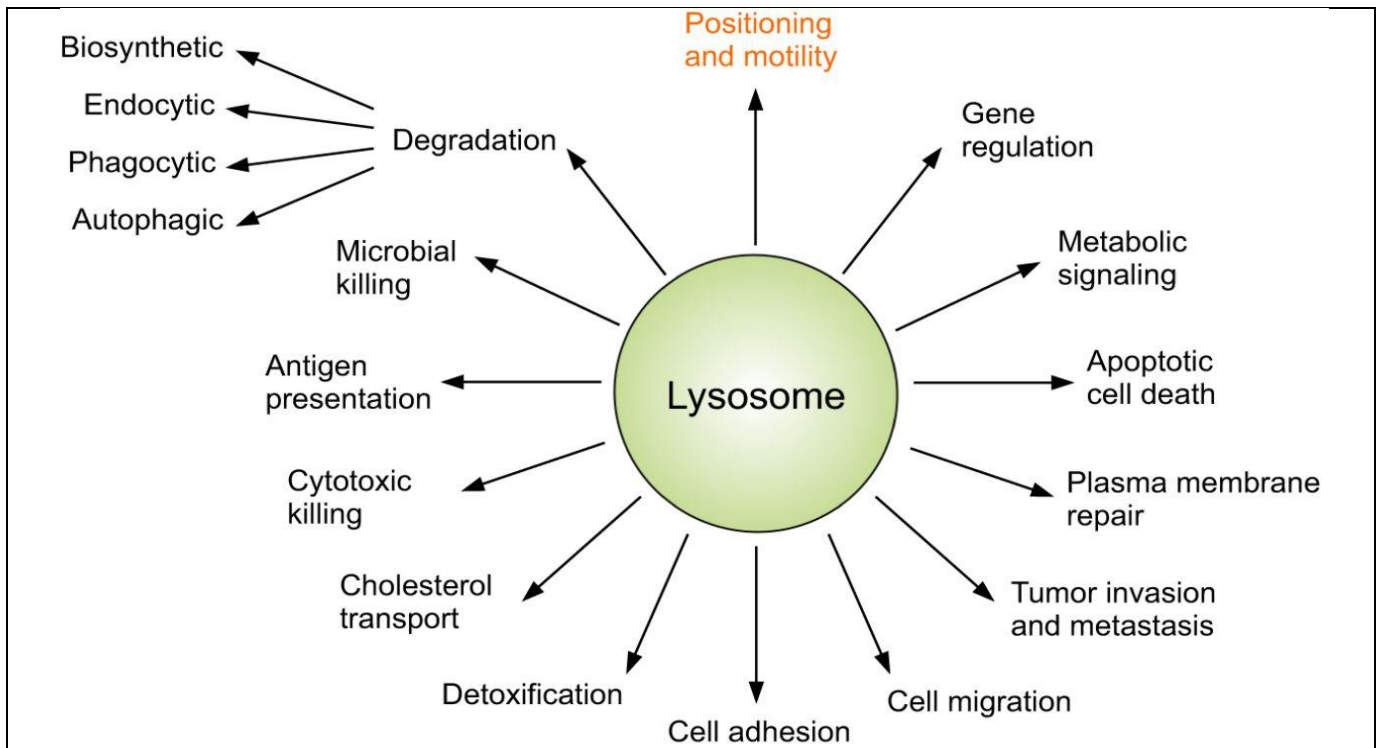 Positioning
and motility
Biosynthetic
Endocytic
Phagocytic
Autophagic
Degradation
Gene
regulation
Microbial
killing
Metabolic
signaling
Antigen
presentation
Lysosome
Apoptotic
cell death
Cytotoxic
killing
Plasma membrane
repair
Cholesterol
transport
Tumor invasion
and metastasis
Detoxification
Cell adhesion
Cell migration